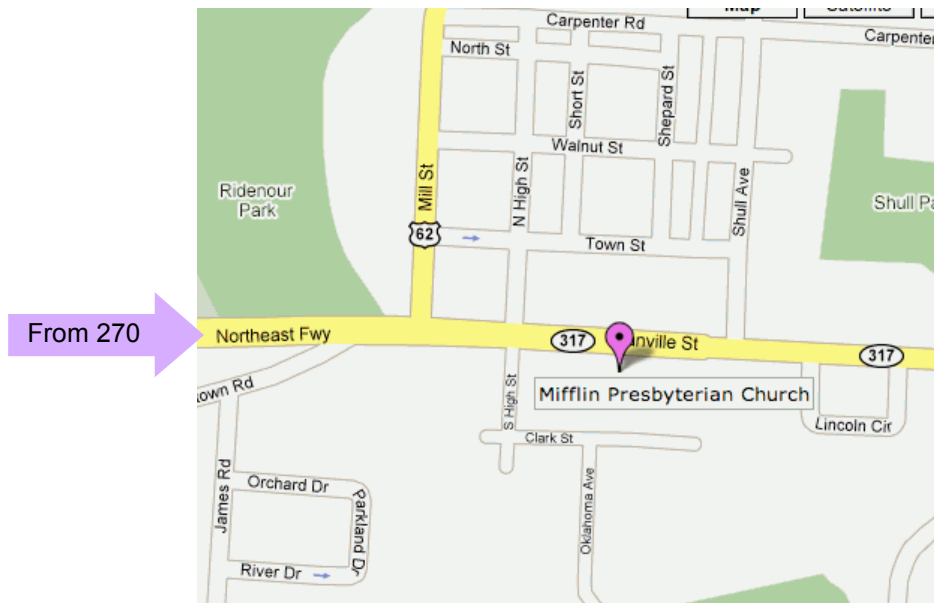 Map
Carpenter Rd
Carpenter
North St
Short St
Shepard St
Walnut St
Mill St
N High St
Shull Ave
Ridenour
Park
Shull Pa
62
Town St
From 270
Northeast Fwy
317
nville St
317
Mifflin Presbyterian Church
own Rd
S High St
Lincoln Cir
Clark St
James Rd
Orchard Dr
Parkland Dr
Oklahoma Ave
River Dr